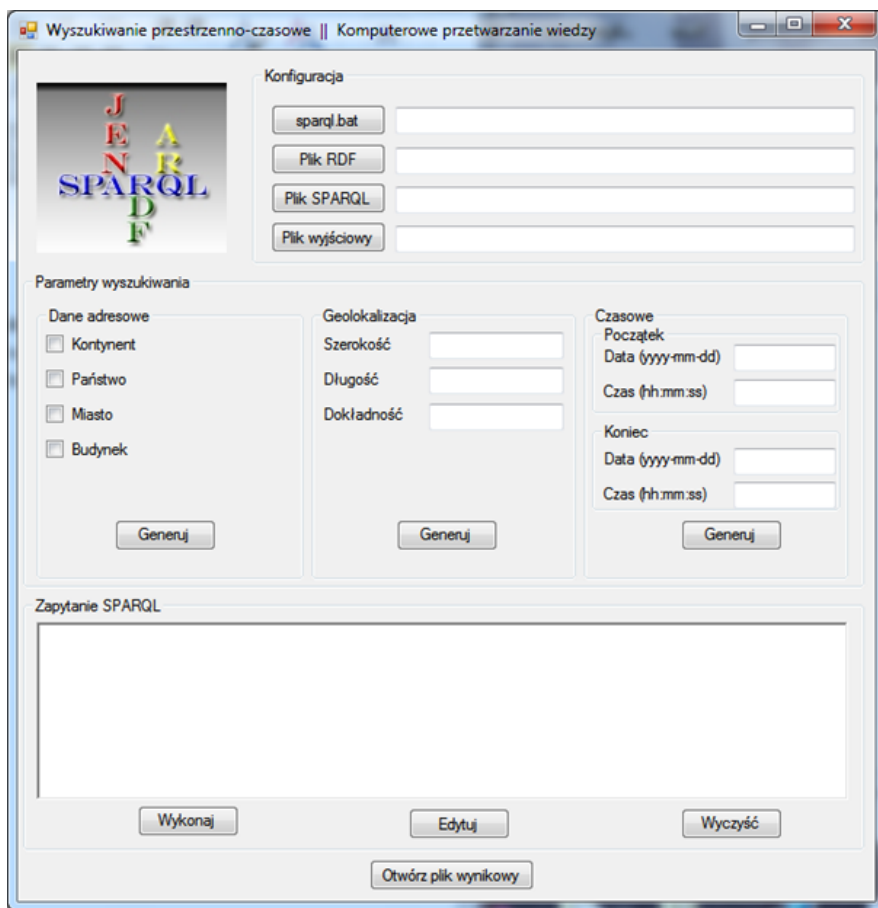 Wyszukiwanie przestrzenno-czasowe || Komputerowe przetwarzanie wiedzy
JENA
ARQ
SPARQL
RDF
Konfiguracja
sparql.bat
Plik RDF
Plik SPARQL
Plik wyjściowy
Parametry wyszukiwania
Dane adresowe
Kontynent
Państwo
Miasto
Budynek
Generuj
Geolokalizacja
Szerokość
Długość
Dokładność
Generuj
Czasowe
Początek
Data (yyyy-mm-dd)
Czas (hh:mm:ss)
Koniec
Data (yyyy-mm-dd)
Czas (hh:mm:ss)
Generuj
Zapytanie SPARQL
Wykonaj
Edytuj
Wyczyść
Otwórz plik wynikowy